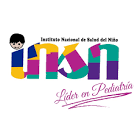 Instituto Nacional de Salud del Niño
insn
Líder en Pediatría